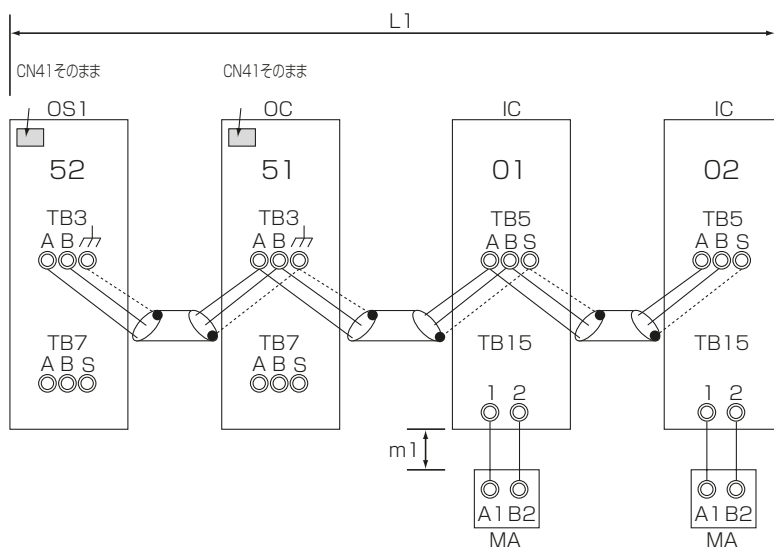 L1
CN41そのまま CN41そのまま
OS1 OC IC IC
52 51 01 02
TB3 TB3 TB5 TB5
A B A B A B S A B S
TB7 TB7 TB15 TB15
A B S A B S
1 2 1 2
m1
A1 B2 A1 B2
MA MA